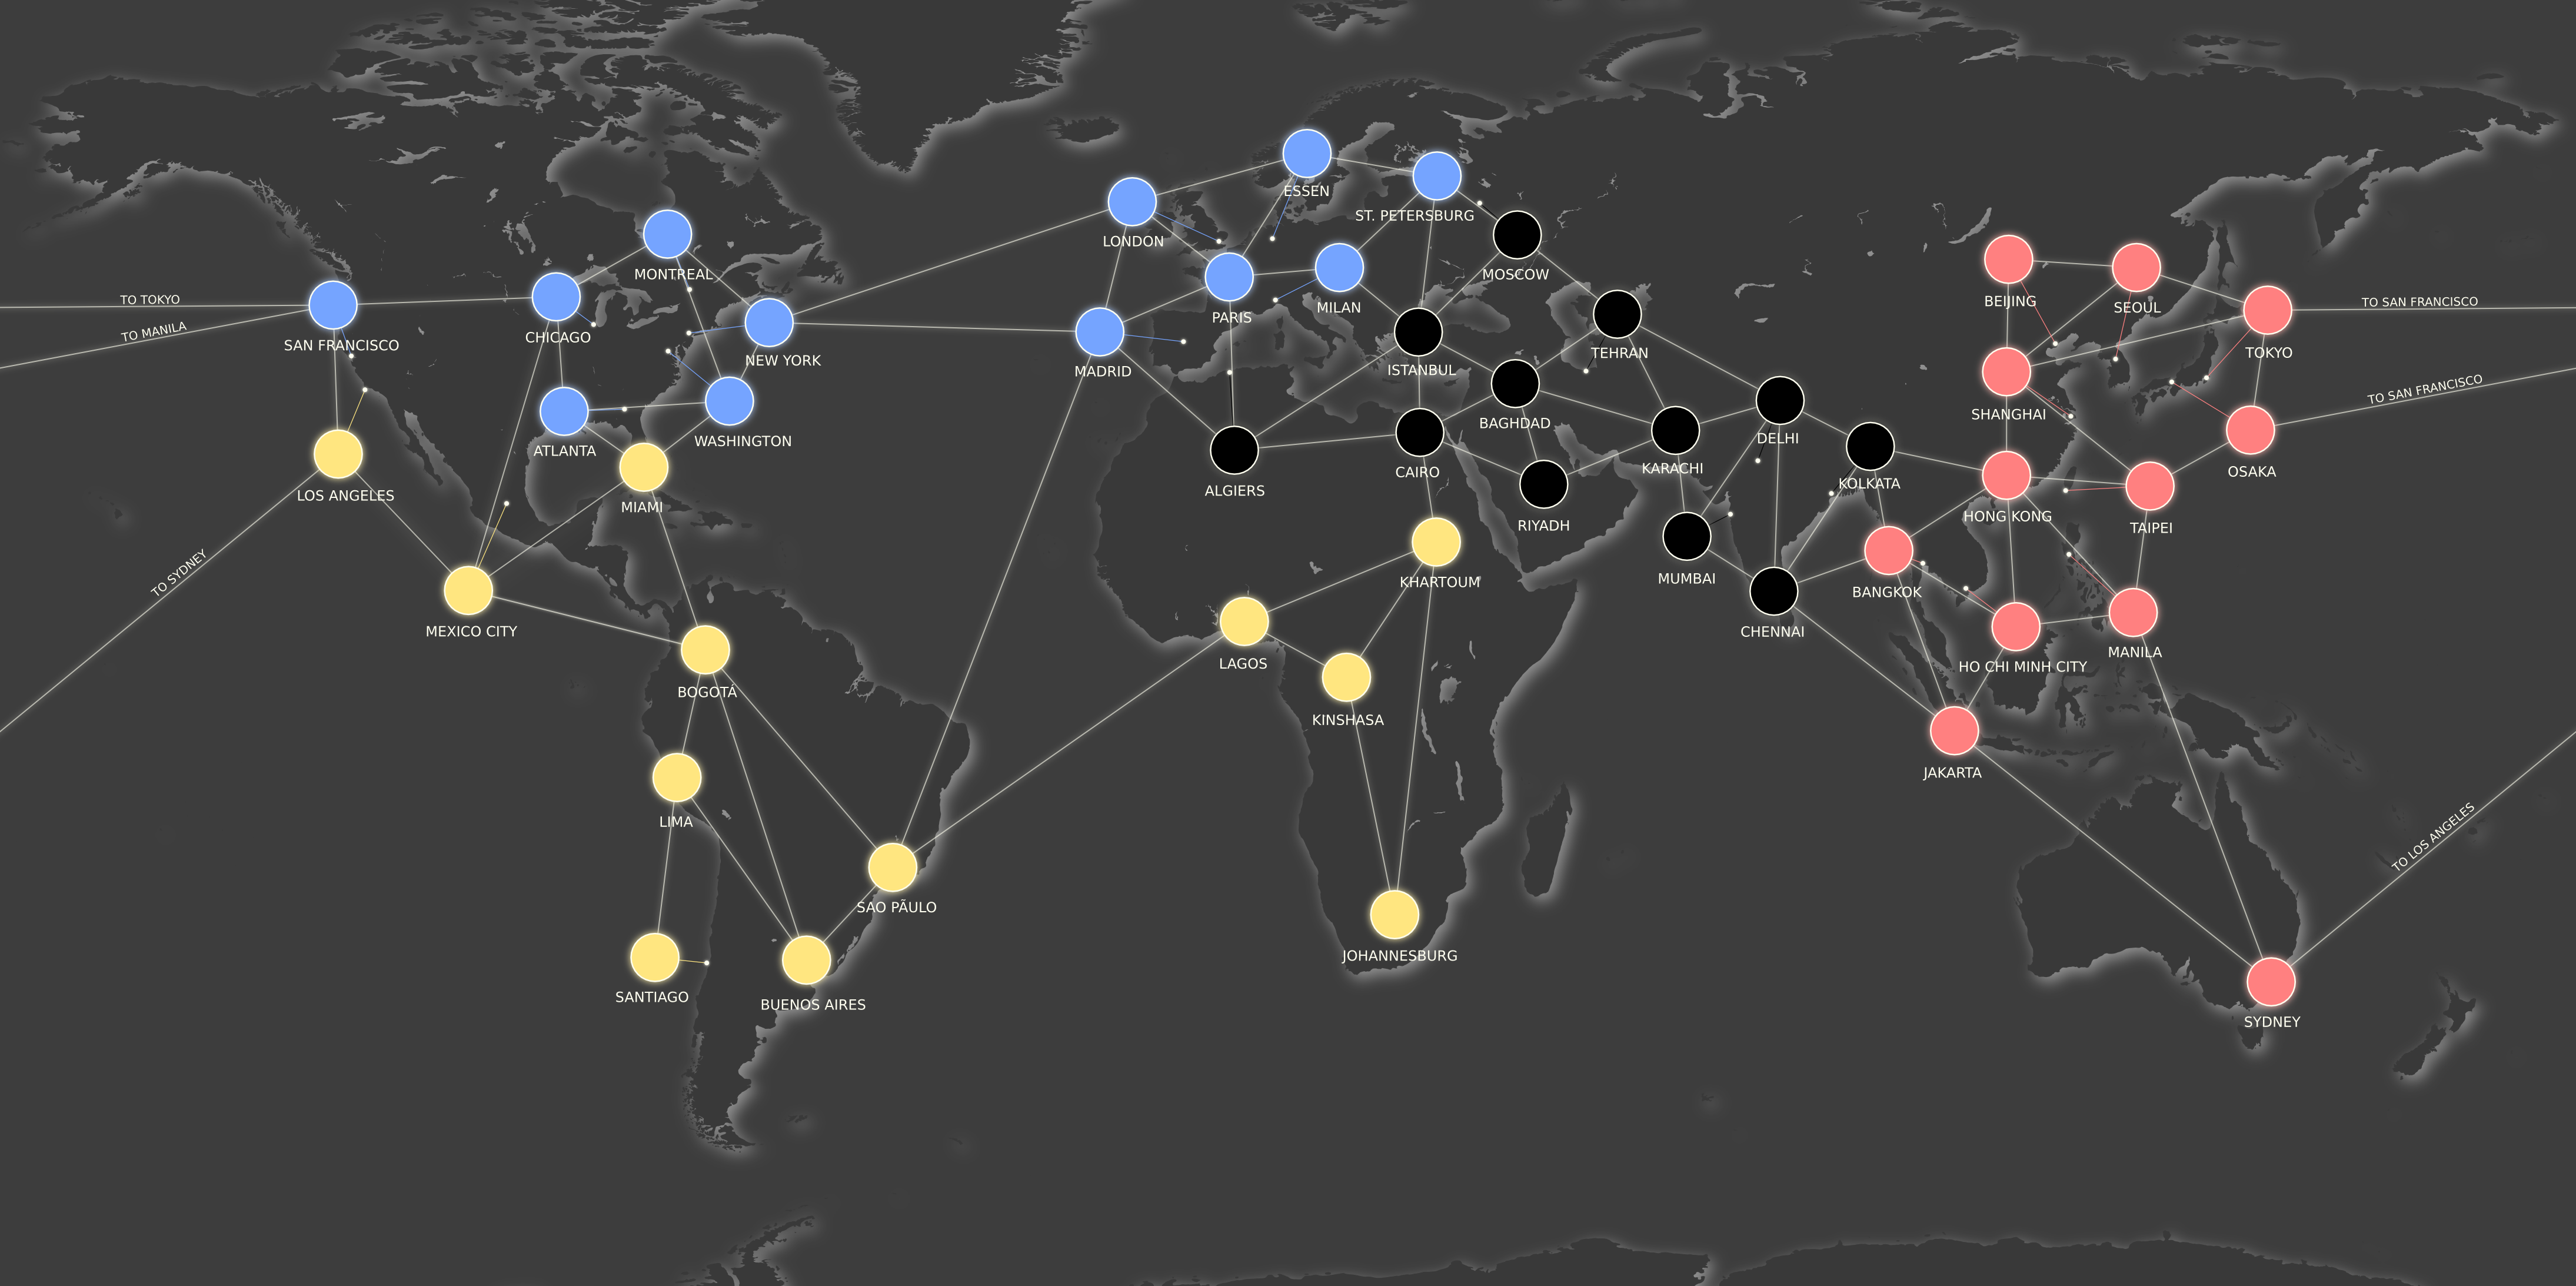 ESSEN
ST. PETERSBURG
LONDON
MONTREAL
MOSCOW
TO TOKYO
TO MANILA
SAN FRANCISCO
CHICAGO
NEW YORK
PARIS
MILAN
BEIJING
SEOUL
TO SAN FRANCISCO
TOKYO
TEHRAN
MADRID
ISTANBUL
TO SAN FRANCISCO
SHANGHAI
BAGHDAD
WASHINGTON
ATLANTA
DELHI
KARACHI
CAIRO
OSAKA
KOLKATA
ALGIERS
LOS ANGELES
MIAMI
HONG KONG
RIYADH
TAIPEI
TO SYDNEY
MUMBAI
KHARTOUM
BANGKOK
MEXICO CITY
CHENNAI
LAGOS
HO CHI MINH CITY
MANILA
BOGOTÁ
KINSHASA
JAKARTA
LIMA
TO LOS ANGELES
SAO PÃULO
JOHANNESBURG
SANTIAGO
BUENOS AIRES
SYDNEY